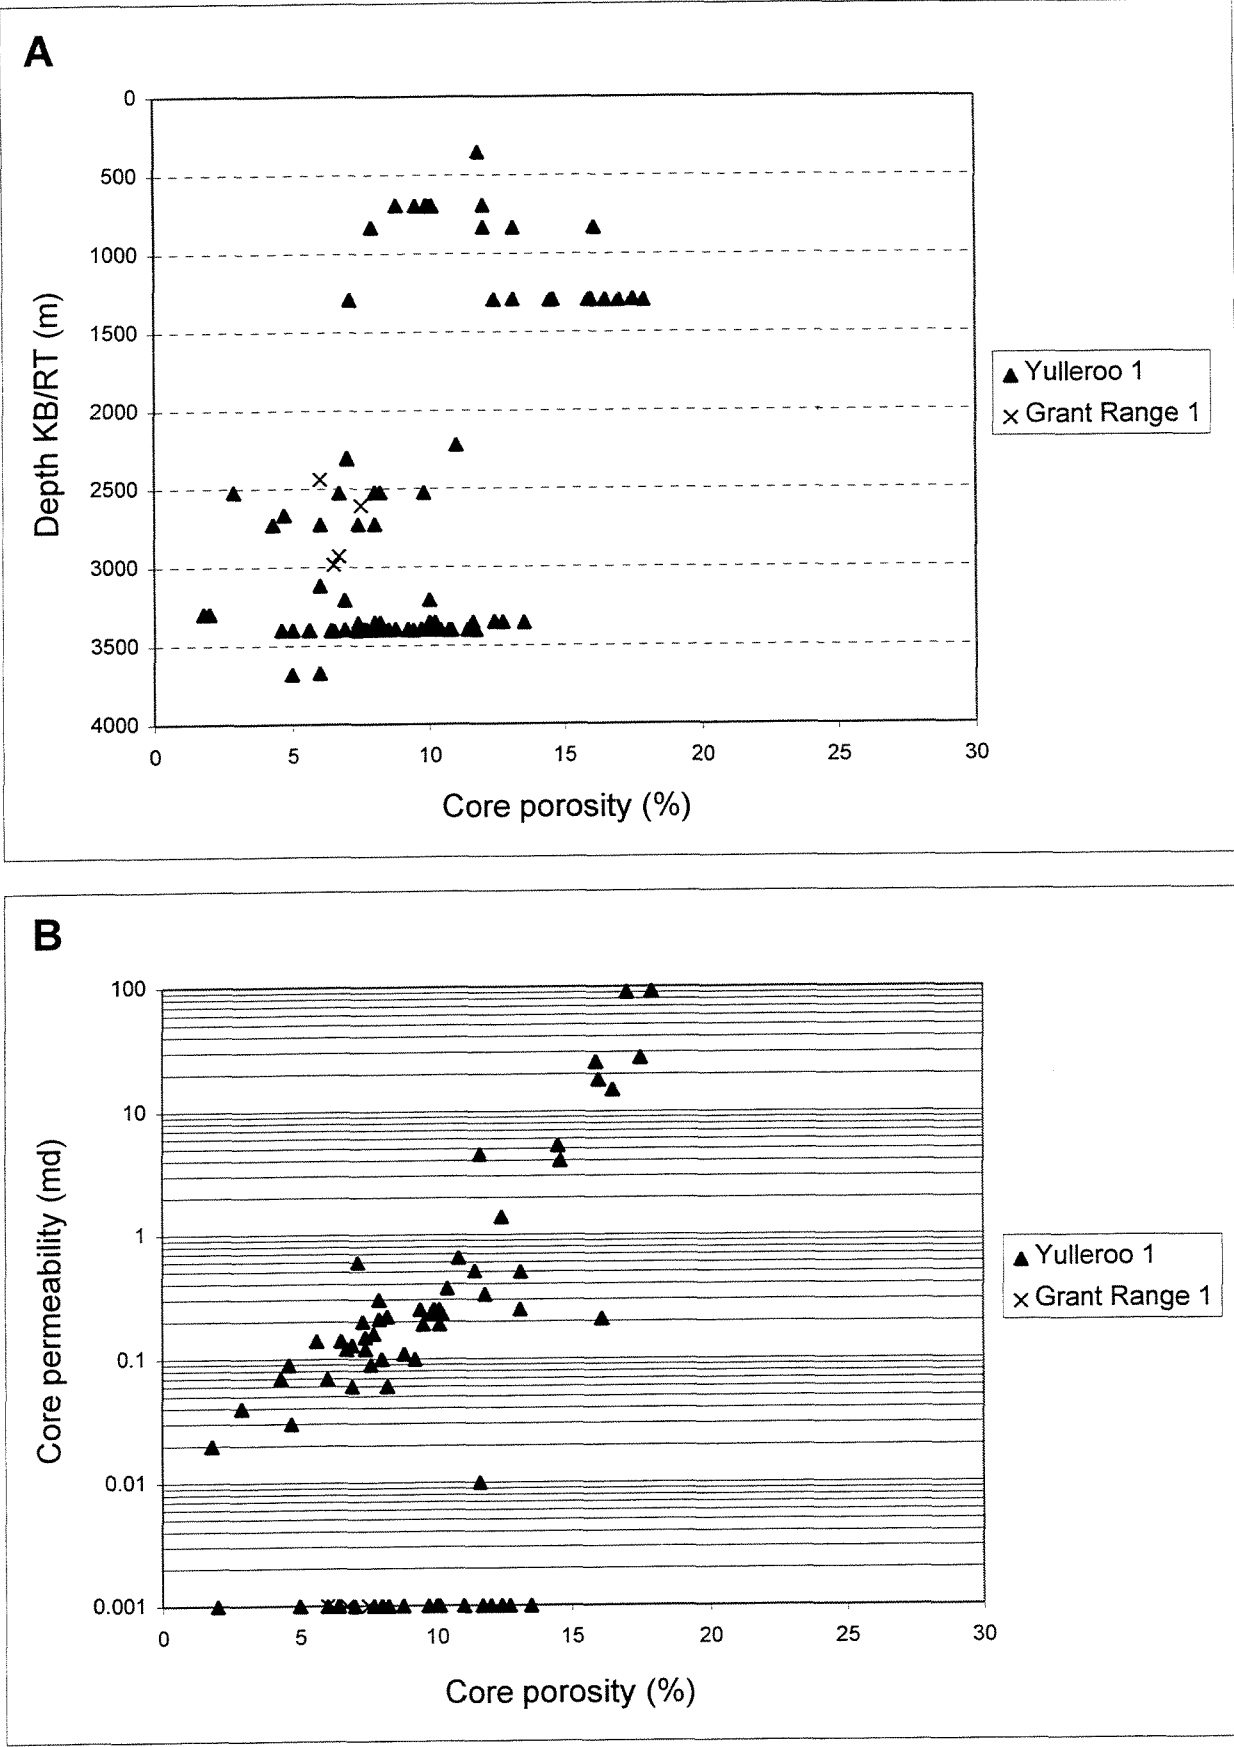 A
0
500
1000
1500
2000
2500
3000
3500
4000
Depth KB/RT (m)
0 5 10 15 20 25 30
Core porosity (%)
▲ Yulleroo 1
× Grant Range 1
B
100
10
1
0.1
0.01
0.001
Core permeability (md)
0 5 10 15 20 25 30
Core porosity (%)
▲ Yulleroo 1
× Grant Range 1